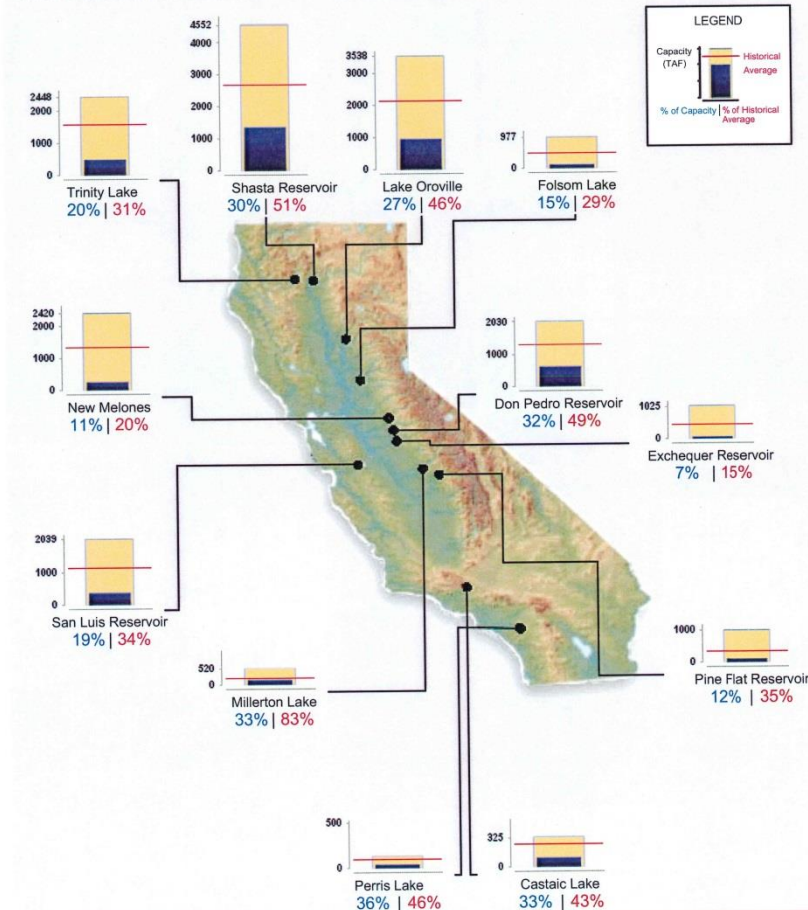 LEGEND
Capacity
(TAF)
Historical
Average
% of Capacity | % of Historical
Average
4552
4000
3000
2000
1000
0
Shasta Reservoir
30% | 51%
3538
3000
2000
1000
0
Lake Oroville
27% | 46%
2448
2000
1000
0
Trinity Lake
20% | 31%
977
0
Folsom Lake
15% | 29%
2420
2000
1000
0
New Melones
11% | 20%
2030
1000
0
Don Pedro Reservoir
32% | 49%
1025
0
Exchequer Reservoir
7% | 15%
2039
1000
0
San Luis Reservoir
19% | 34%
520
0
Millerton Lake
33% | 83%
1000
0
Pine Flat Reservoir
12% | 35%
500
0
Perris Lake
36% | 46%
325
0
Castaic Lake
33% | 43%